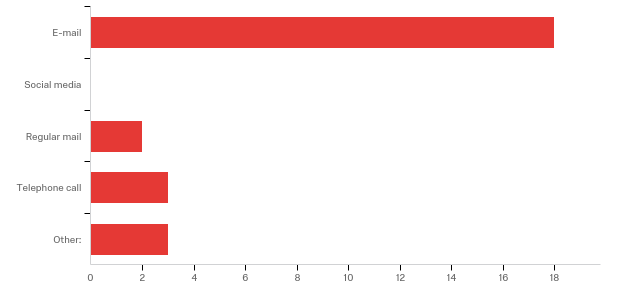 E-mail
Social media
Regular mail
Telephone call
Other:
0 2 4 6 8 10 12 14 16 18